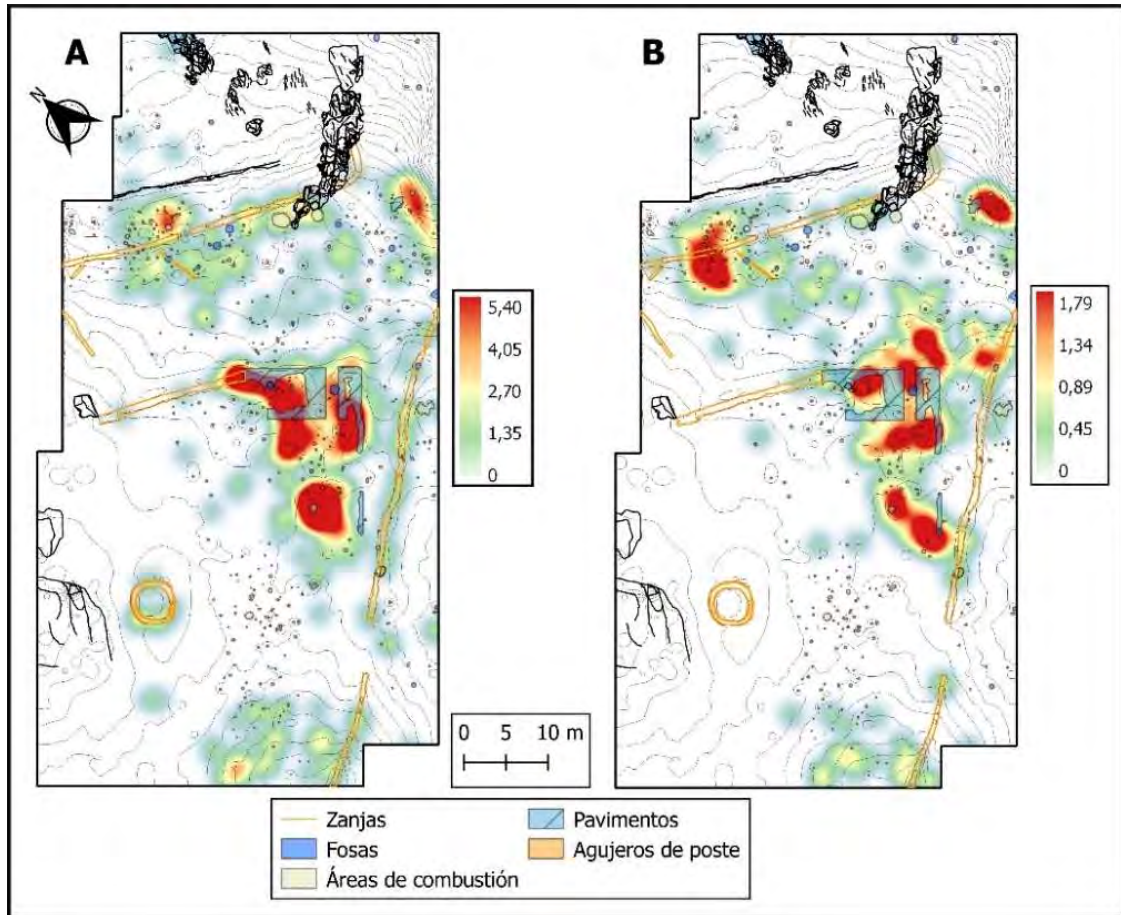 A
B
N
5,40
4,05
2,70
1,35
0
1,79
1,34
0,89
0,45
0
0 5 10 m
Zanjas
Pavimentos
Fosas
Agujeros de poste
Áreas de combustión